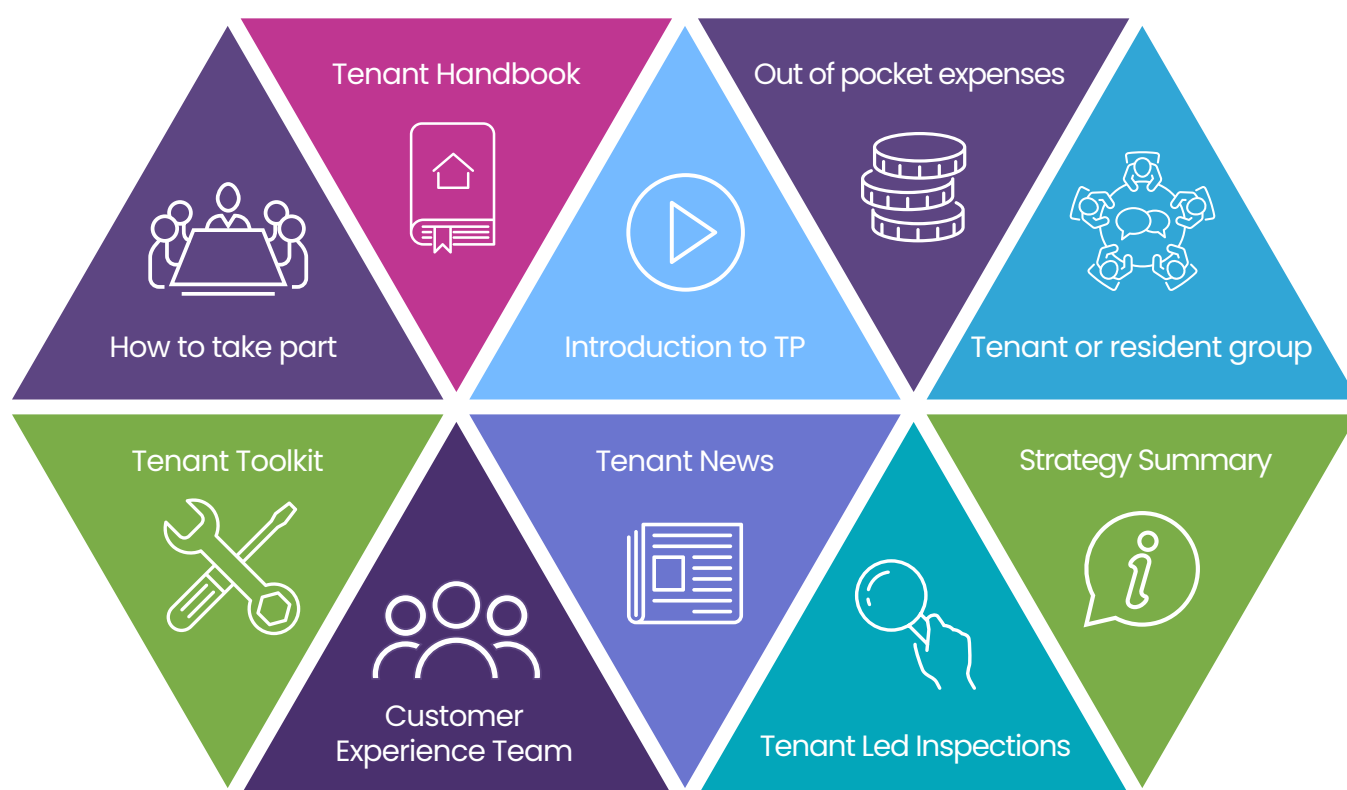 Tenant Handbook
Out of pocket expenses
How to take part
Introduction to TP
Tenant or resident group
Tenant Toolkit
Tenant News
Strategy Summary
Customer
Experience Team
Tenant Led Inspections